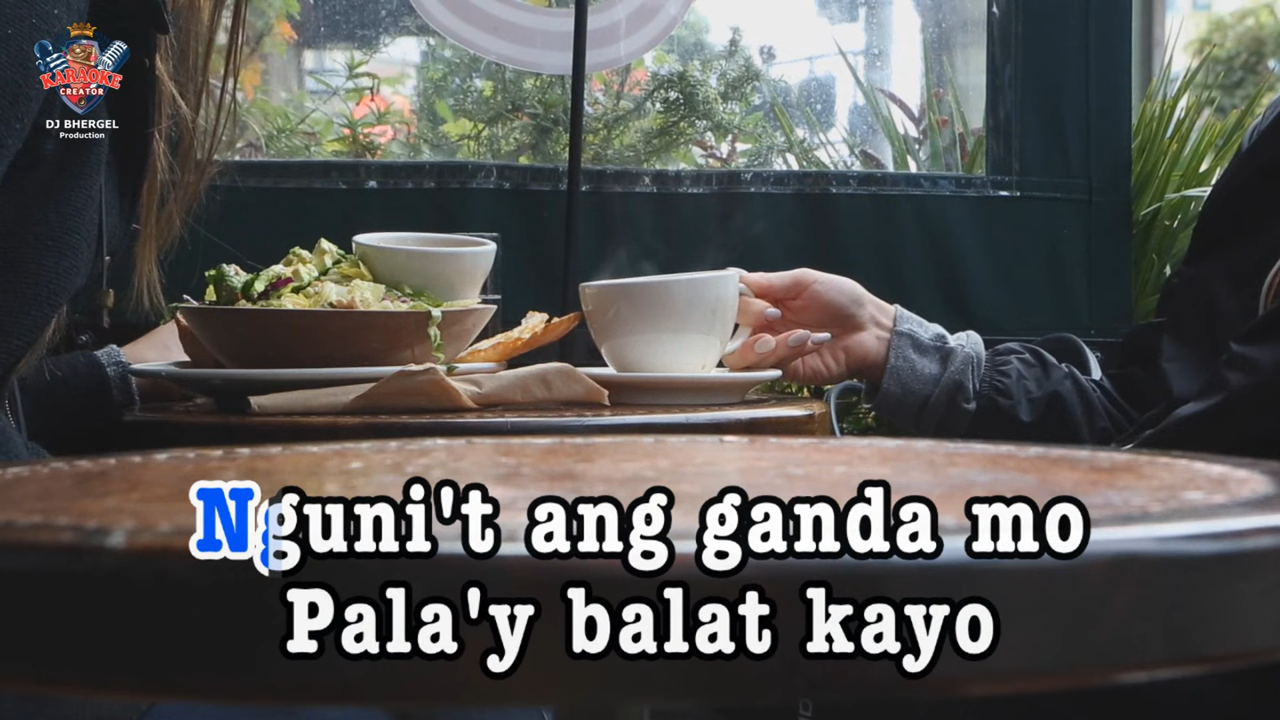 KARAOKE
CREATOR
DJ BHERGEL
Production
Nguni't ang ganda mo
Pala'y balat kayo